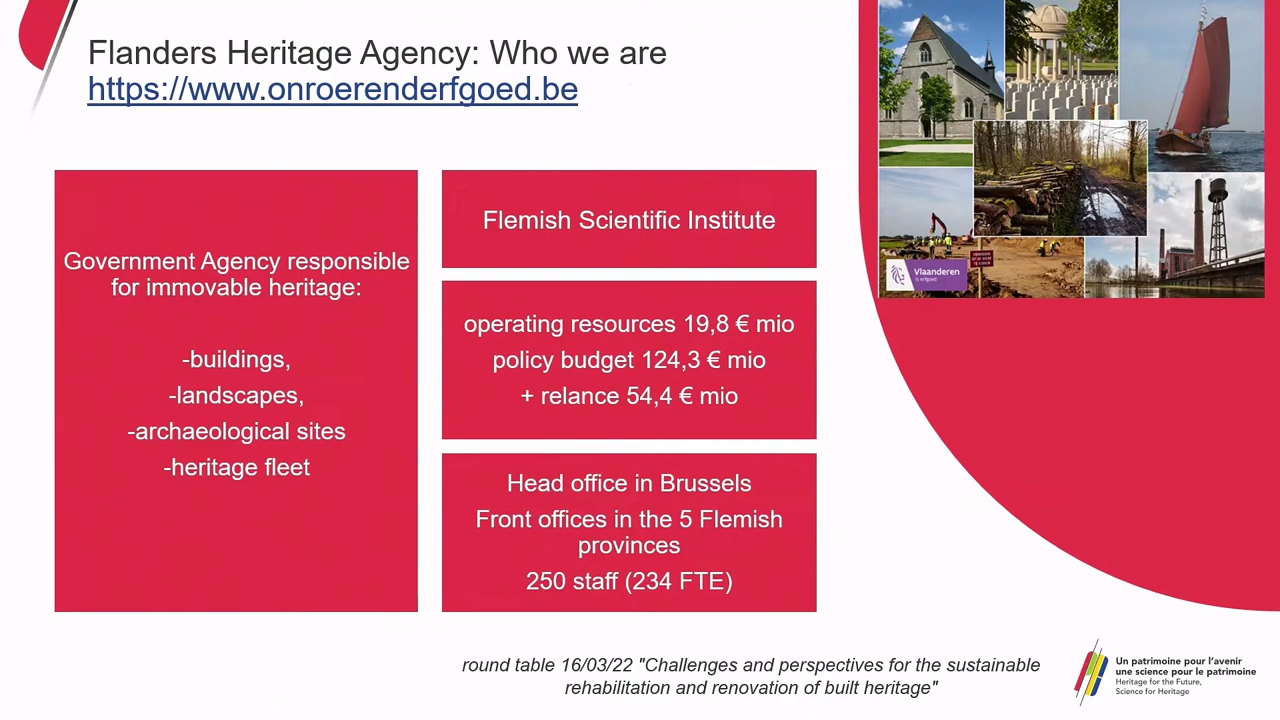 Flanders Heritage Agency: Who we are
https://www.onroerenderfgoed.be
Government Agency responsible
for immovable heritage:
-buildings,
-landscapes,
-archaeological sites
-heritage fleet
Flemish Scientific Institute
operating resources 19,8 € mio
policy budget 124,3 € mio
+ relance 54,4 € mio
Head office in Brussels
Front offices in the 5 Flemish
provinces
250 staff (234 FTE)
Vlaanderen
is erfgoed
round table 16/03/22 "Challenges and perspectives for the sustainable
rehabilitation and renovation of built heritage"
Un patrimoine pour l'avenir
une science pour le patrimoine
Heritage for the Future,
Science for Heritage